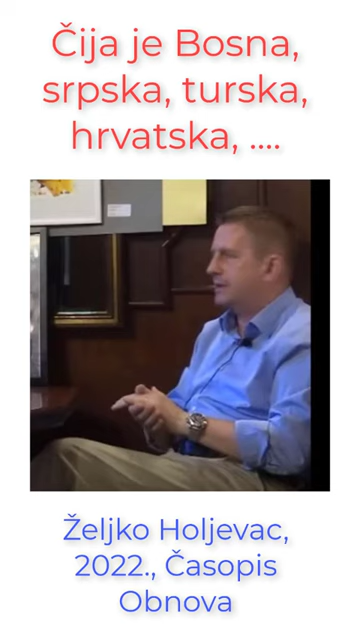 Čija je Bosna,
srpska, turska,
hrvatska, ....
Željko Holjevac,
2022., Časopis
Obnova